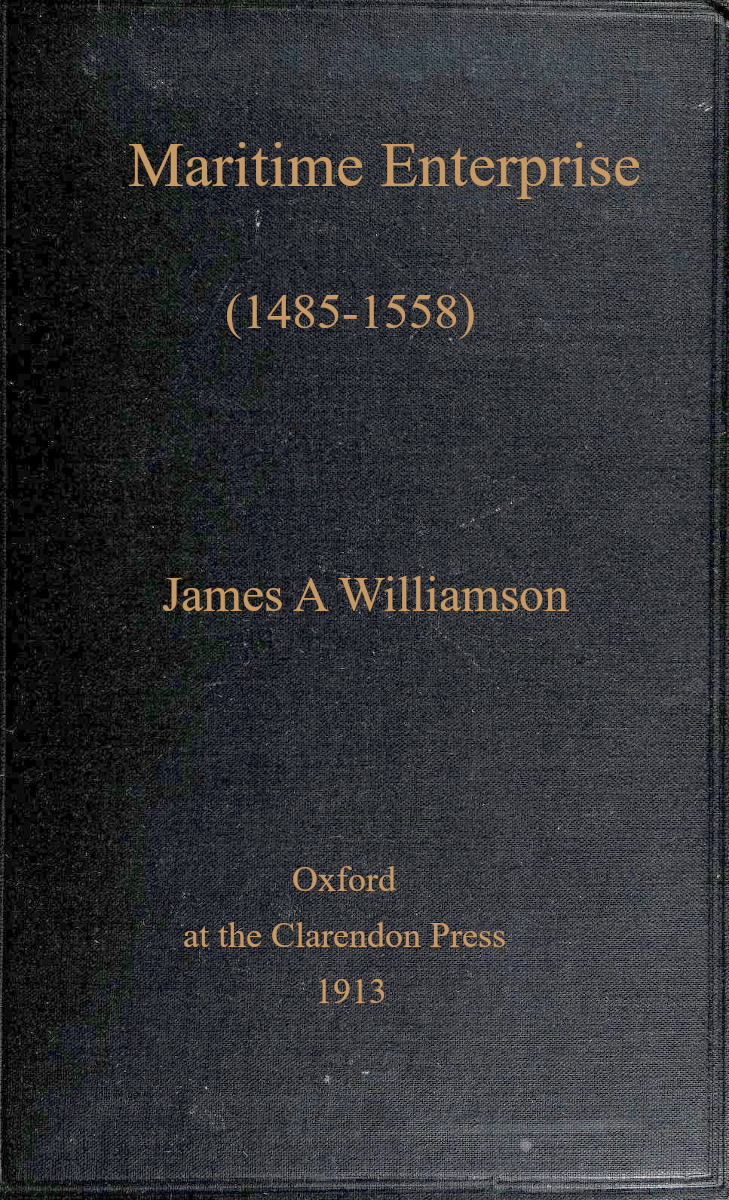 Maritime Enterprise
(1485-1558)
James A Williamson
Oxford
at the Clarendon Press
1913